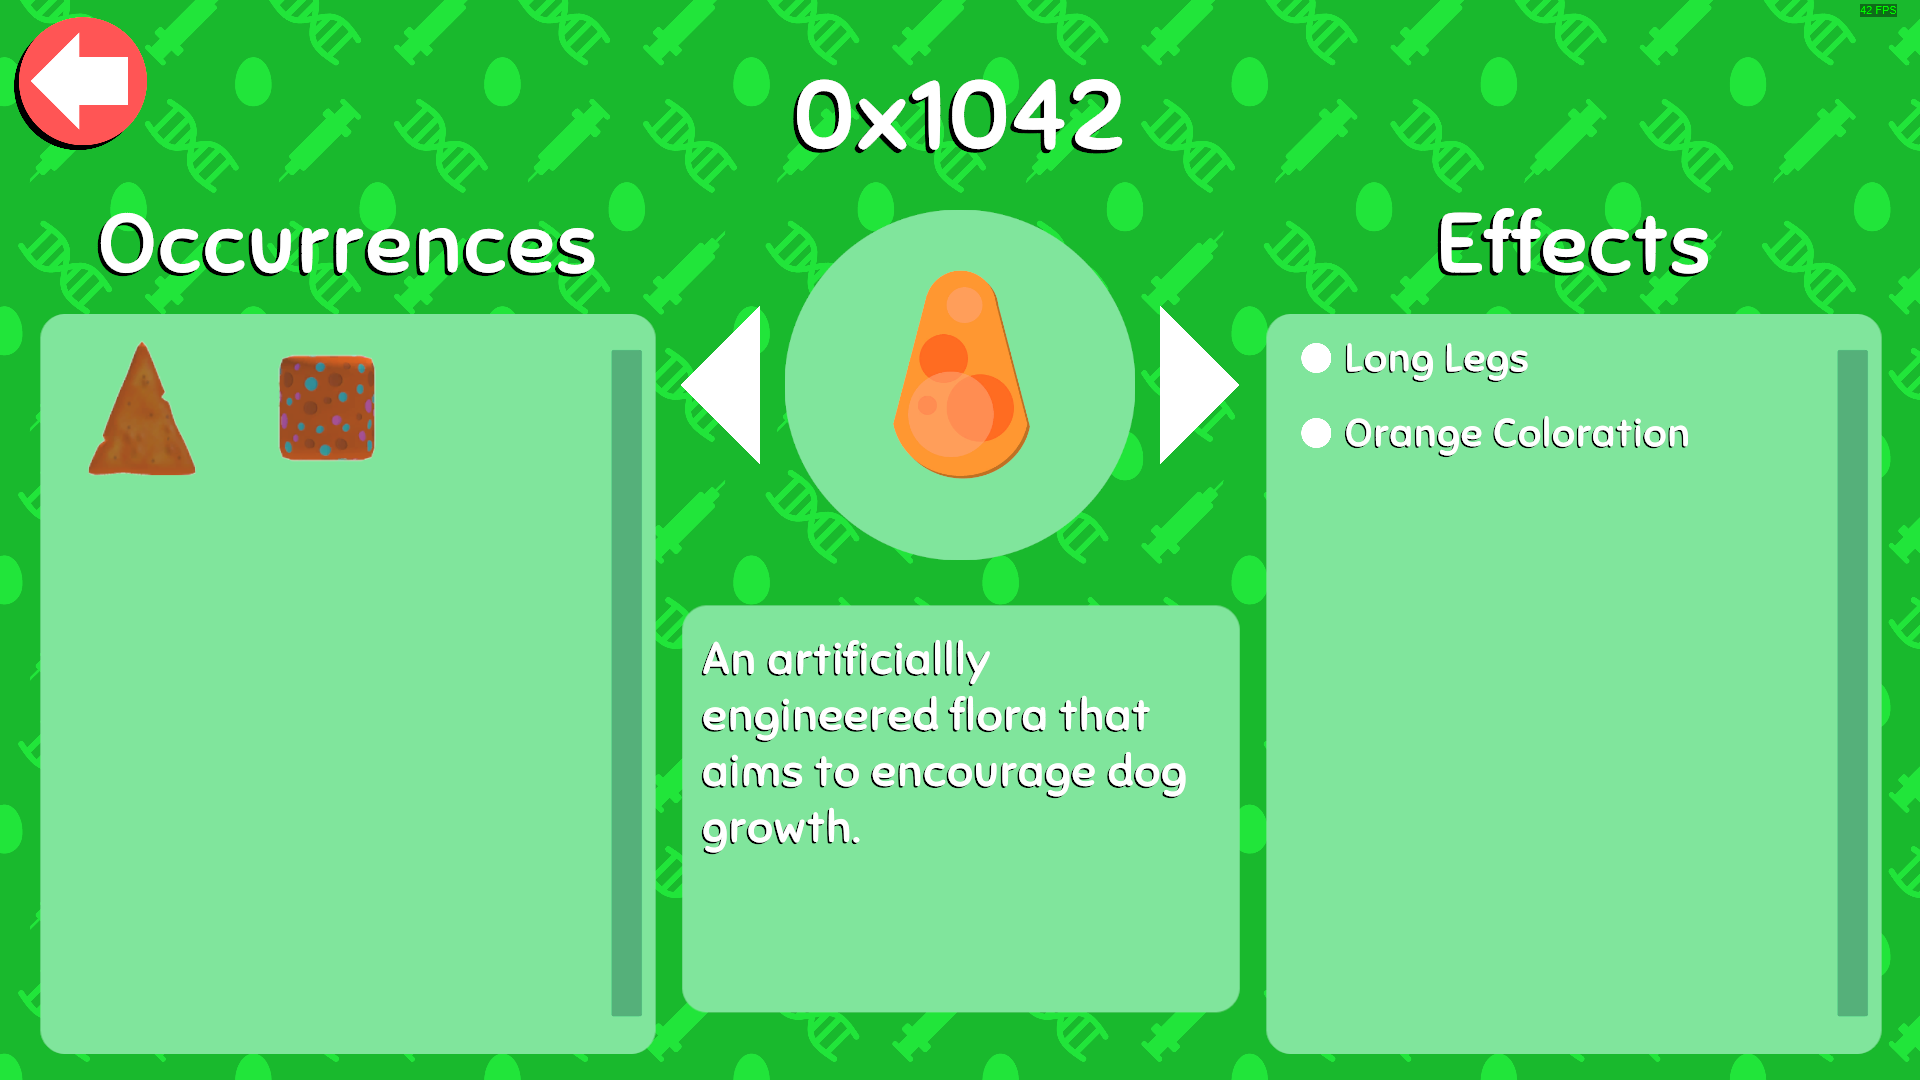 42 FPS
0x1042
Occurrences
Effects
Long Legs
Orange Coloration
An artificiallly
engineered flora that
aims to encourage dog
growth.